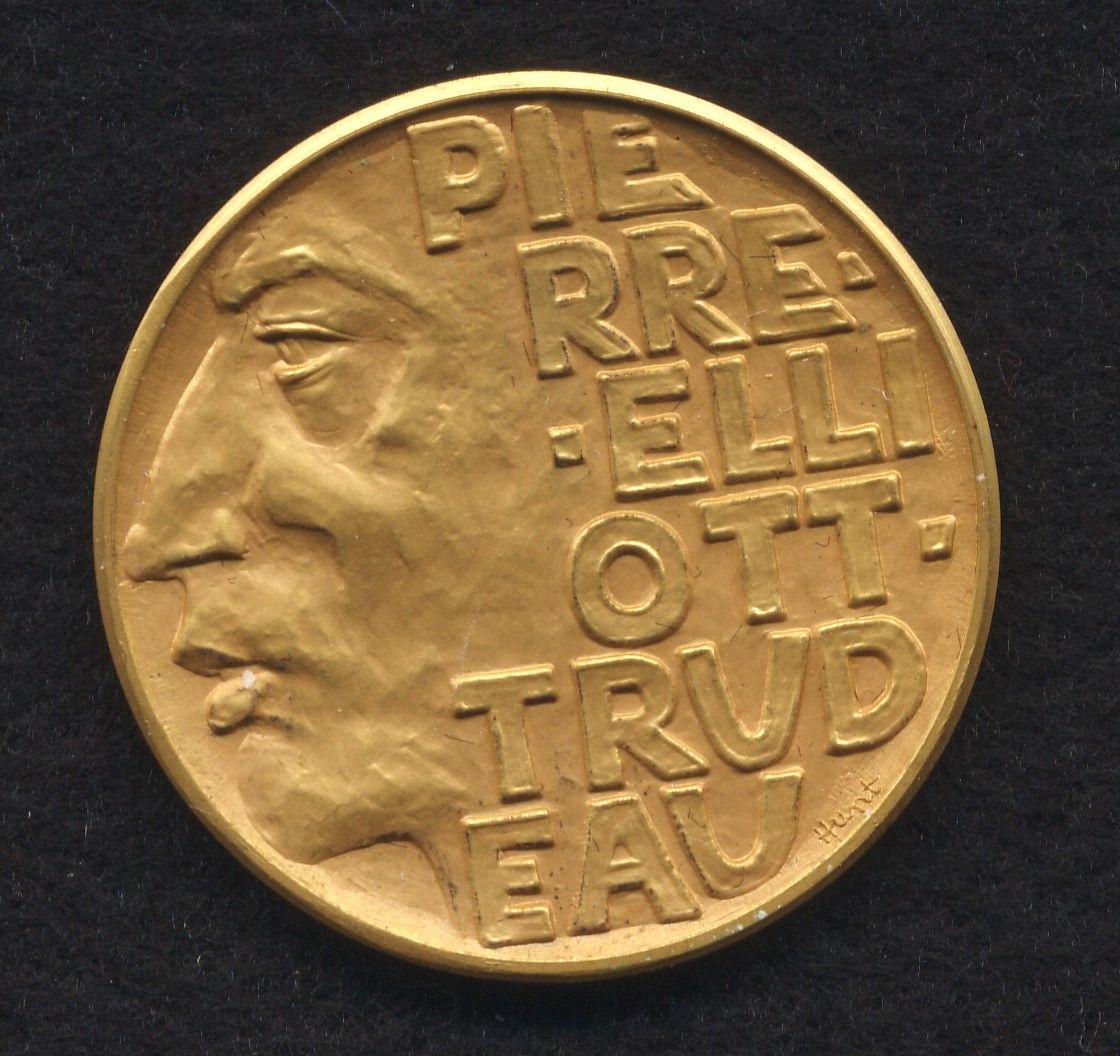 PIE
RRE·
·ELLI
OTT·
TRUD
EAU
Hunt